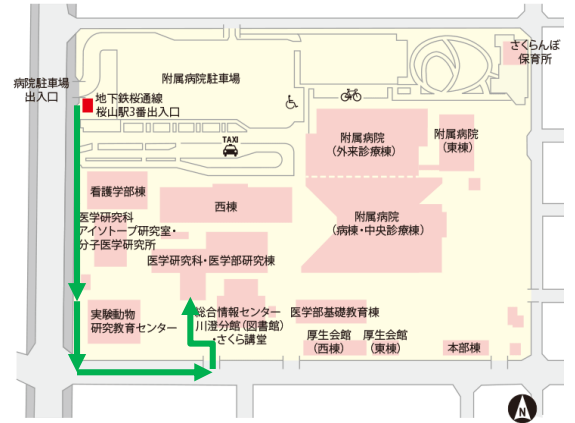 さくらんぼ
保育所
病院駐車場
出入口
附属病院駐車場
地下鉄桜通線
桜山駅3番出入口
TAXI
附属病院
(外来診療棟)
附属病院
(東棟)
看護学部棟
西棟
医学研究科
アイソトープ研究室・
分子医学研究所
附属病院
(病棟・中央診療棟)
医学研究科・医学部研究棟
実験動物
研究教育センター
総合情報センター
川澄分館(図書館)
・さくら講堂
医学部基礎教育棟
厚生会館
(西棟)
厚生会館
(東棟)
本部棟
N